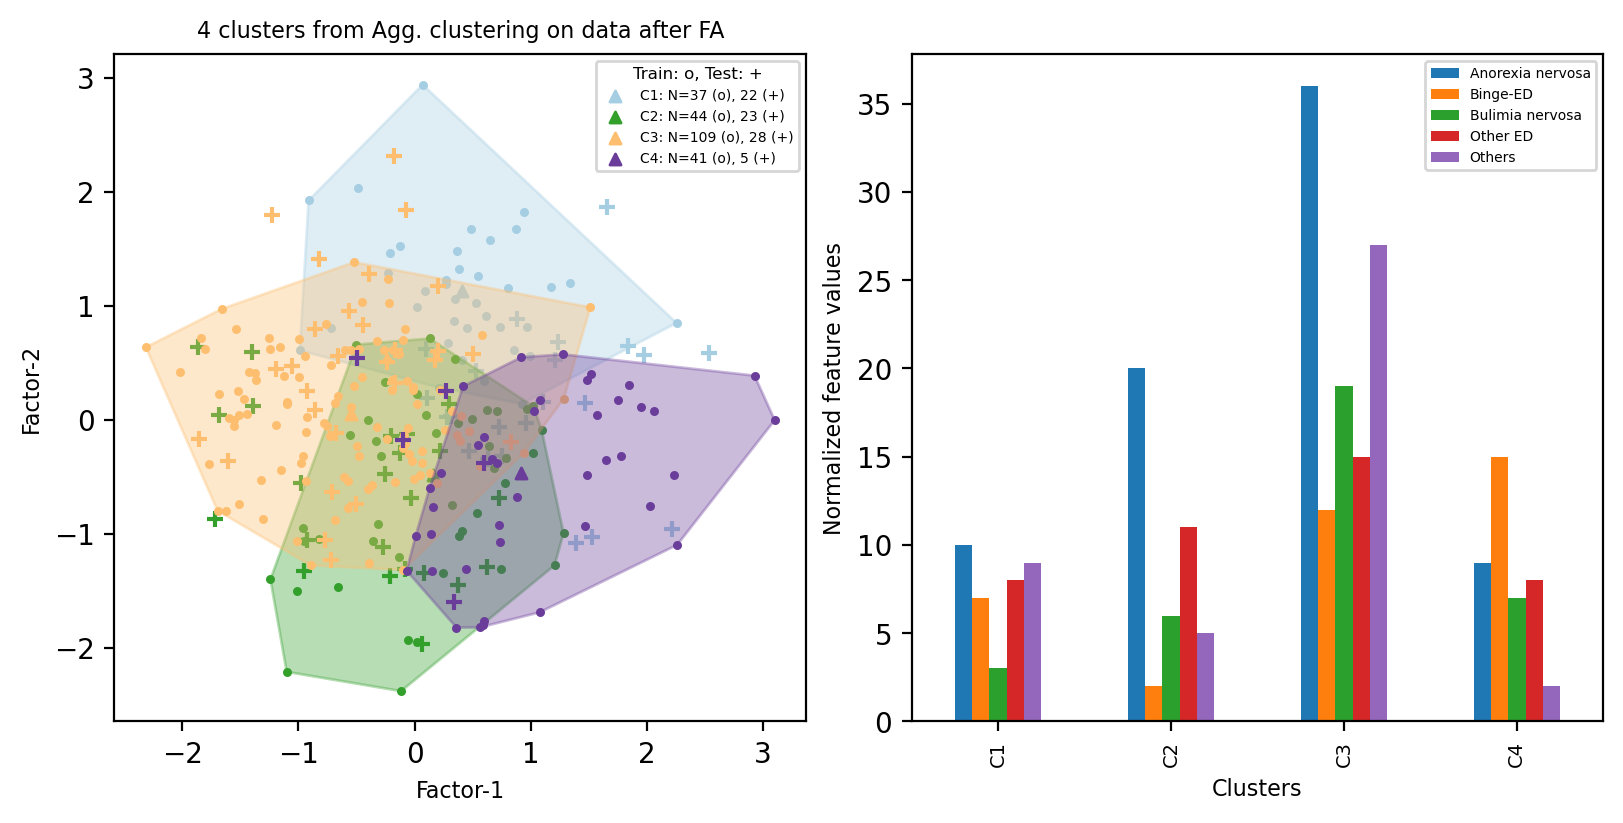 4 clusters from Agg. clustering on data after FA
Train: o, Test: +
C1: N=37 (o), 22 (+)
C2: N=44 (o), 23 (+)
C3: N=109 (o), 28 (+)
C4: N=41 (o), 5 (+)
3
2
1
0
−1
−2
Factor-2
−2 −1 0 1 2 3
Factor-1
Anorexia nervosa
Binge-ED
Bulimia nervosa
Other ED
Others
35
30
25
20
15
10
5
0
Normalized feature values
C1 C2 C3 C4
Clusters